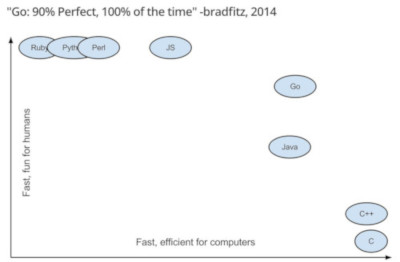 "Go: 90% Perfect, 100% of the time" -bradfitz, 2014
Ruby Pyth Perl JS
Go
Fast, fun for humans
Java
C++
Fast, efficient for computers
C